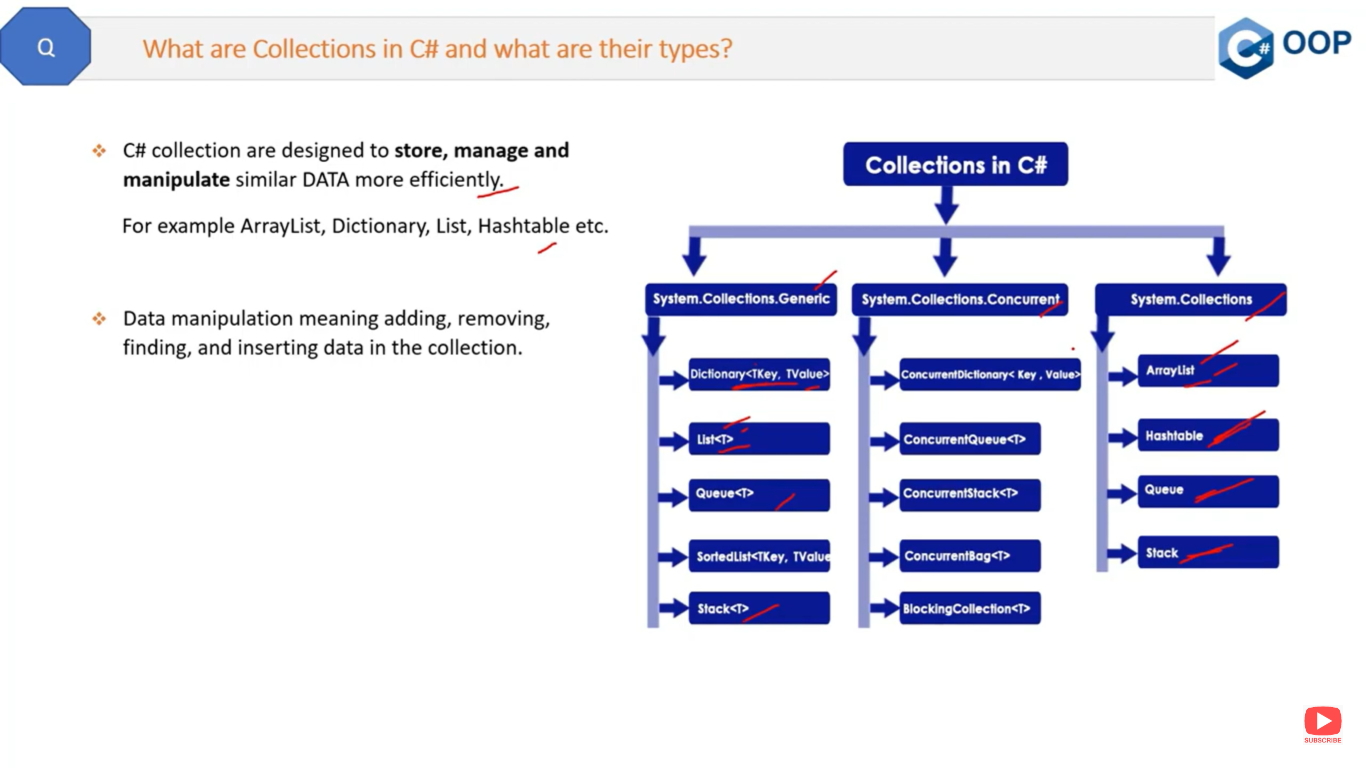 Q
What are Collections in C# and what are their types?
C# OOP
C# collection are designed to store, manage and
manipulate similar DATA more efficiently.
For example ArrayList, Dictionary, List, Hashtable etc.
Data manipulation meaning adding, removing,
finding, and inserting data in the collection.
Collections in C#
System.Collections.Generic
Dictionary<TKey, TValue>
List<T>
Queue<T>
SortedList<TKey, TValue
Stack<T>
System.Collections.Concurrent
ConcurrentDictionary< Key , Value>
ConcurrentQueue<T>
ConcurrentStack<T>
ConcurrentBag<T>
BlockingCollection<T>
System.Collections
ArrayList
Hashtable
Queue
Stack
SUBSCRIBE